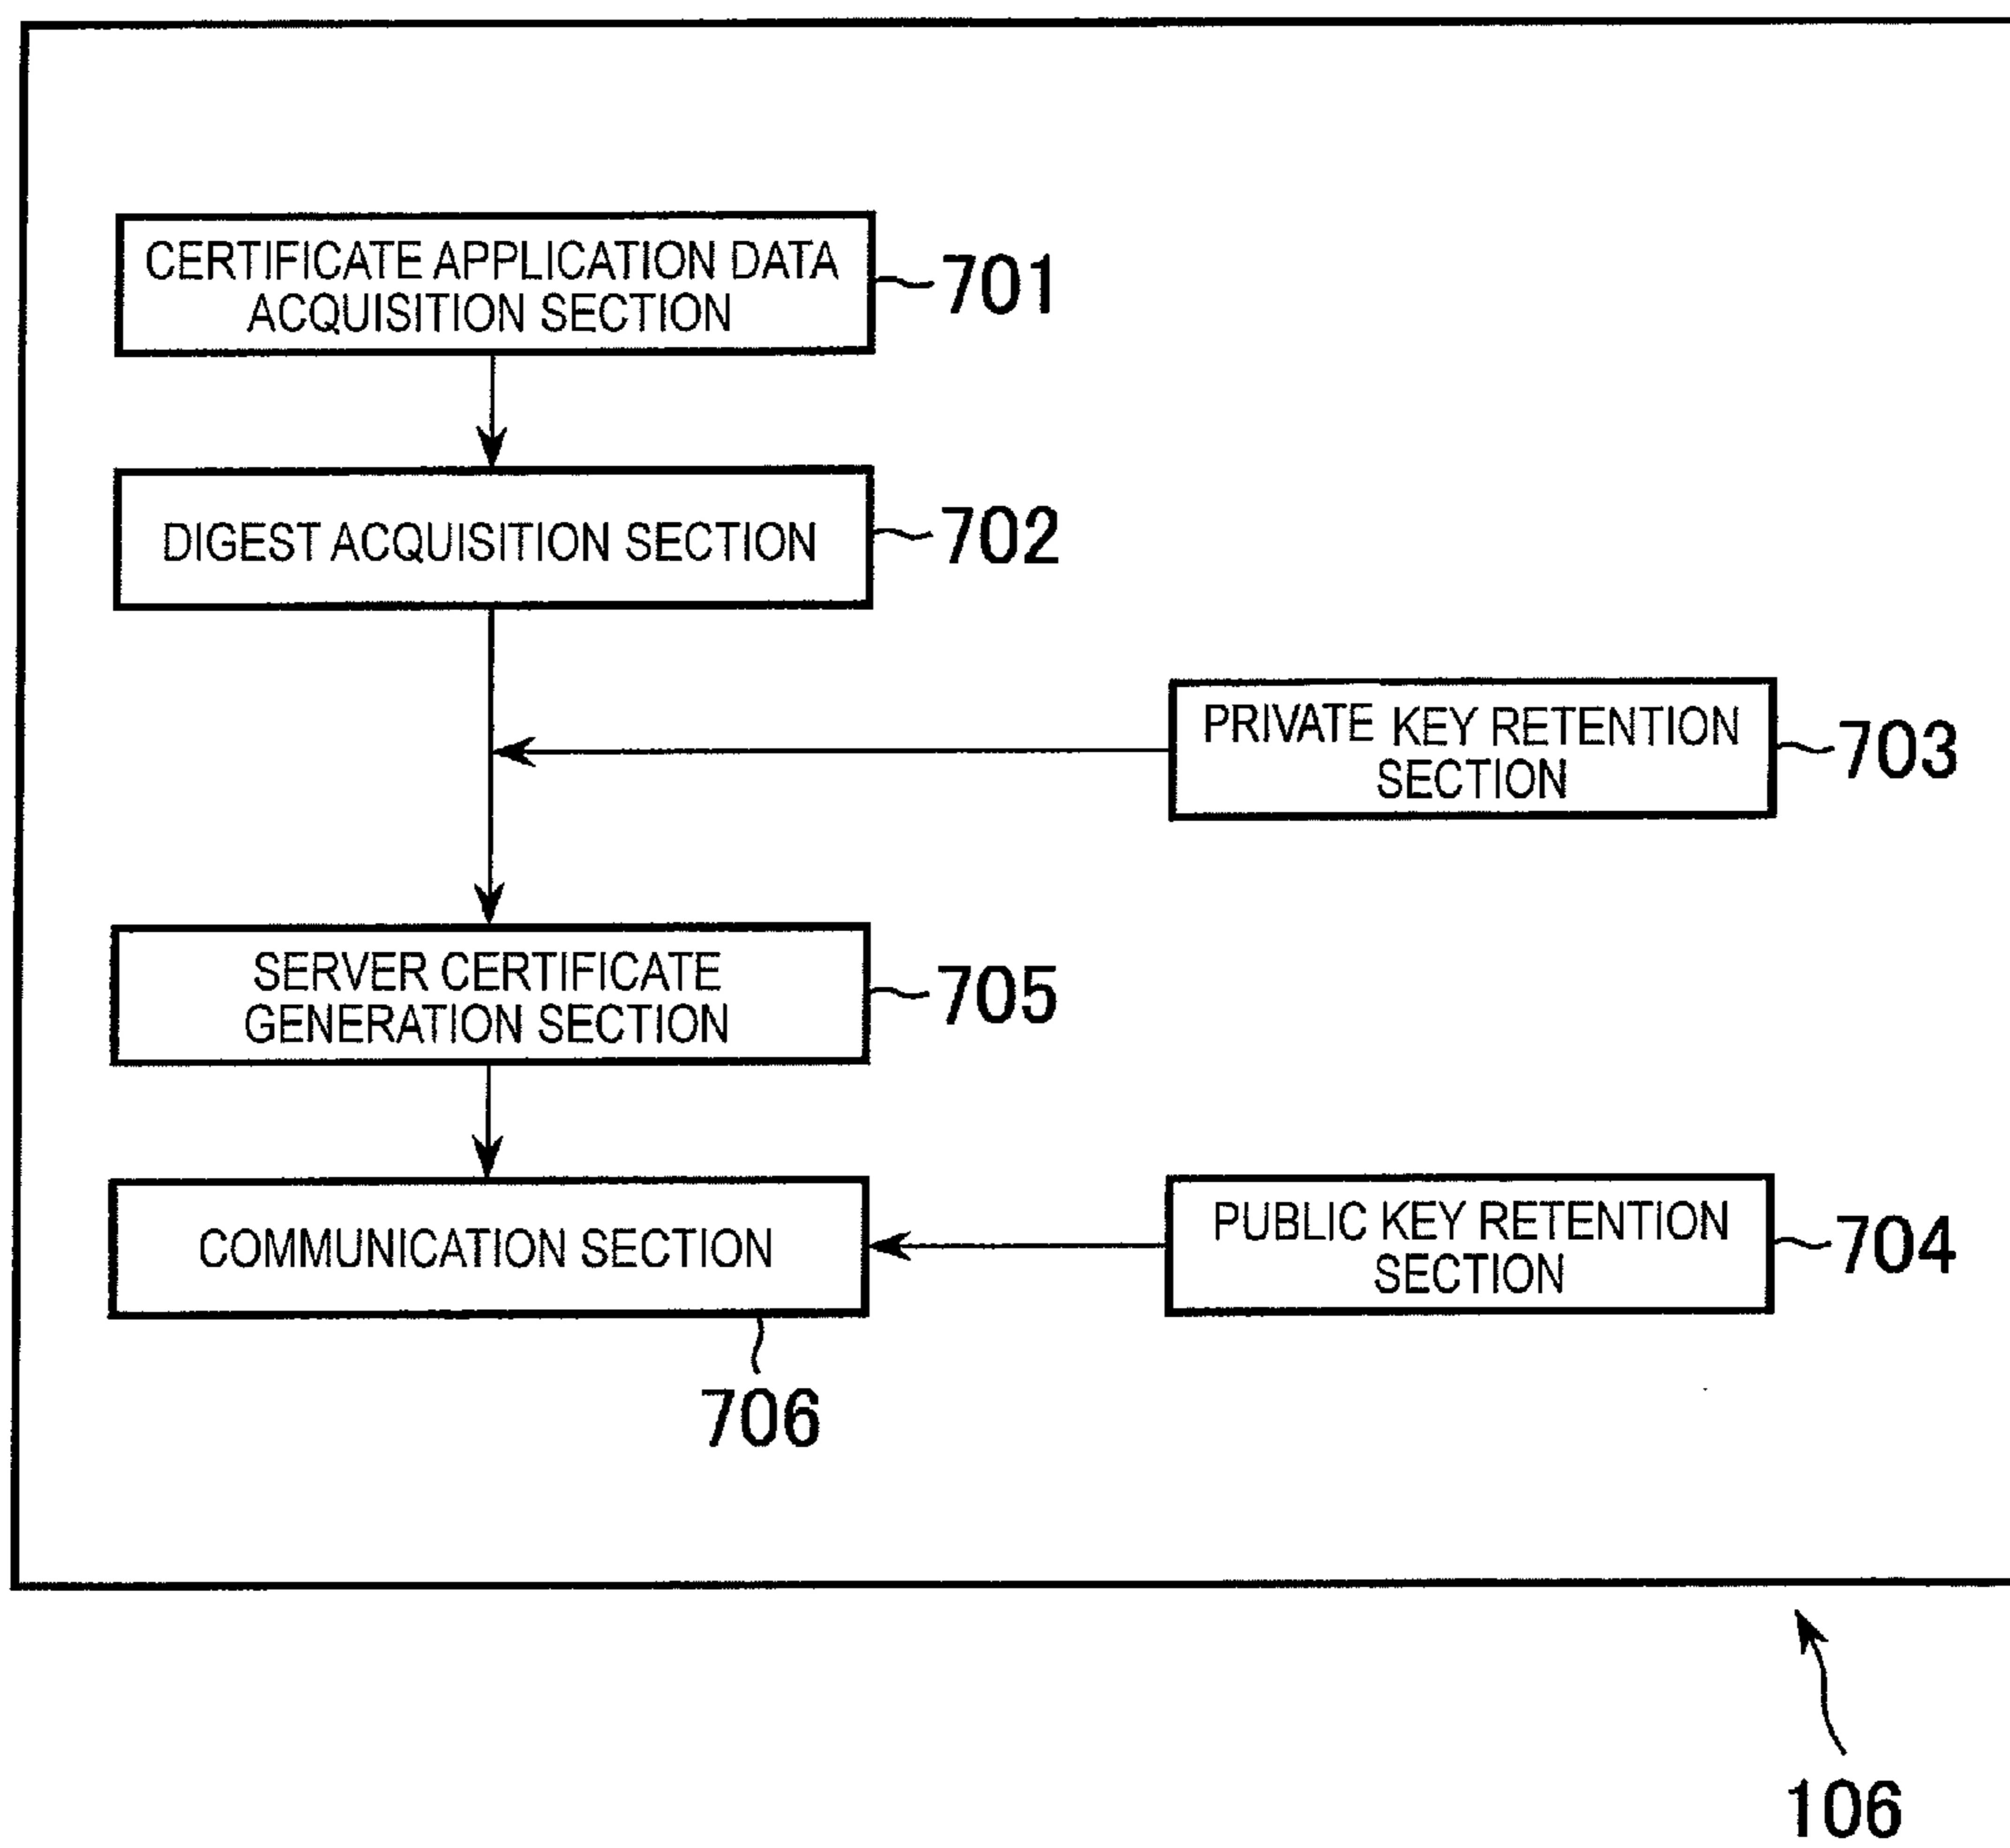 CERTIFICATE APPLICATION DATA
ACQUISITION SECTION
701
DIGEST ACQUISITION SECTION
702
PRIVATE KEY RETENTION
SECTION
703
SERVER CERTIFICATE
GENERATION SECTION
705
COMMUNICATION SECTION
706
PUBLIC KEY RETENTION
SECTION
704
106